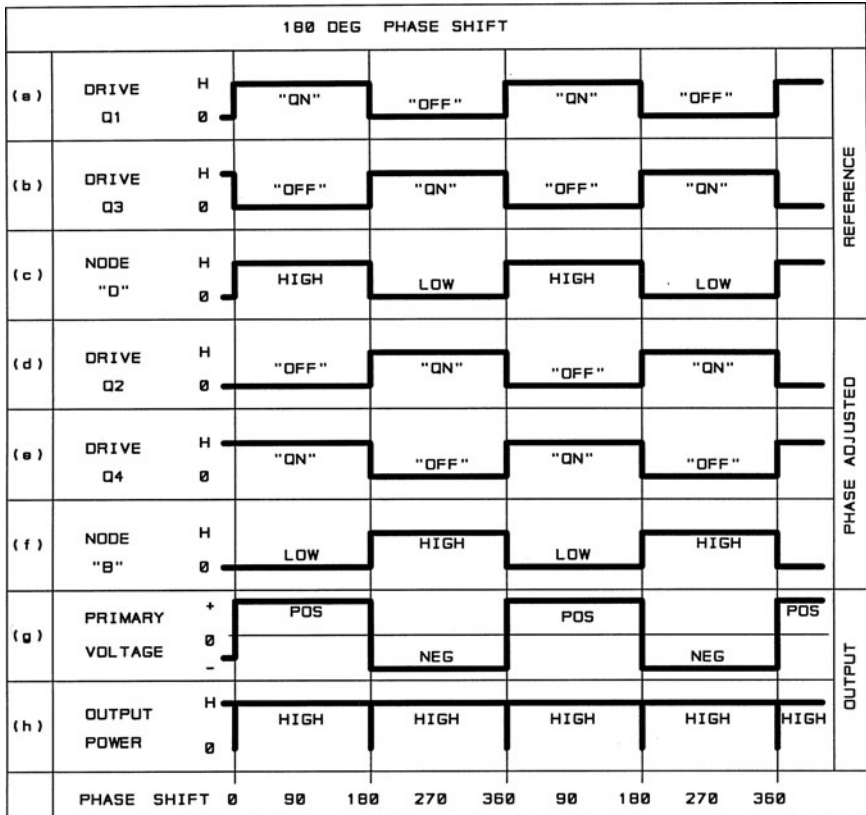 180 DEG PHASE SHIFT
(a) DRIVE H "ON" "OFF" "ON" "OFF"
Q1 0
(b) DRIVE H "OFF" "ON" "OFF" "ON"
Q3 0
(c) NODE H HIGH LOW HIGH LOW
"D" 0
REFERENCE
(d) DRIVE H "OFF" "ON" "OFF" "ON"
Q2 0
(e) DRIVE H "ON" "OFF" "ON" "OFF"
Q4 0
(f) NODE H LOW HIGH LOW HIGH
"B" 0
PHASE ADJUSTED
(g) PRIMARY + POS POS POS
0
VOLTAGE - NEG NEG
(h) OUTPUT H HIGH HIGH HIGH HIGH HIGH
POWER 0
OUTPUT
PHASE SHIFT 0 90 180 270 360 90 180 270 360